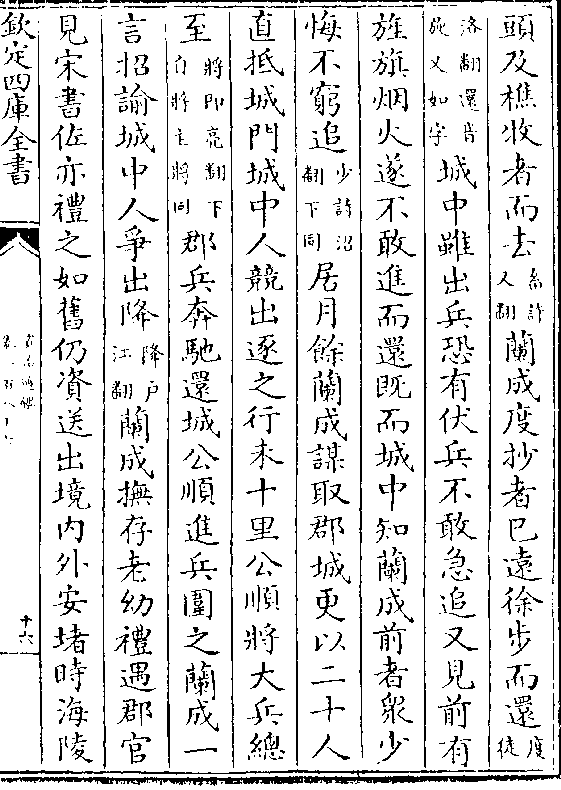 頭及樵牧者而去詐又翻蘭成度抄者已遠徐步而還度徒
洛翻還音旋又如字城中雖出兵恐有伏兵不敢急追又見前有
旌旗烟火遂不敢進而還既而城中知蘭成前者衆少
悔不窮追少詩沼翻下同居月餘蘭成謀取郡城更以二十人
直抵城門城中人競出逐之行未十里公順將大兵總
至將即亮翻下自將主將同郡兵奔馳還城公順進兵圍之蘭成一
言招諭城中人爭出降降戶江翻蘭成撫存老幼禮遇郡官
見宋書佐亦禮之如舊仍資送出境内外安堵時海陵
欽定四庫全書
十六